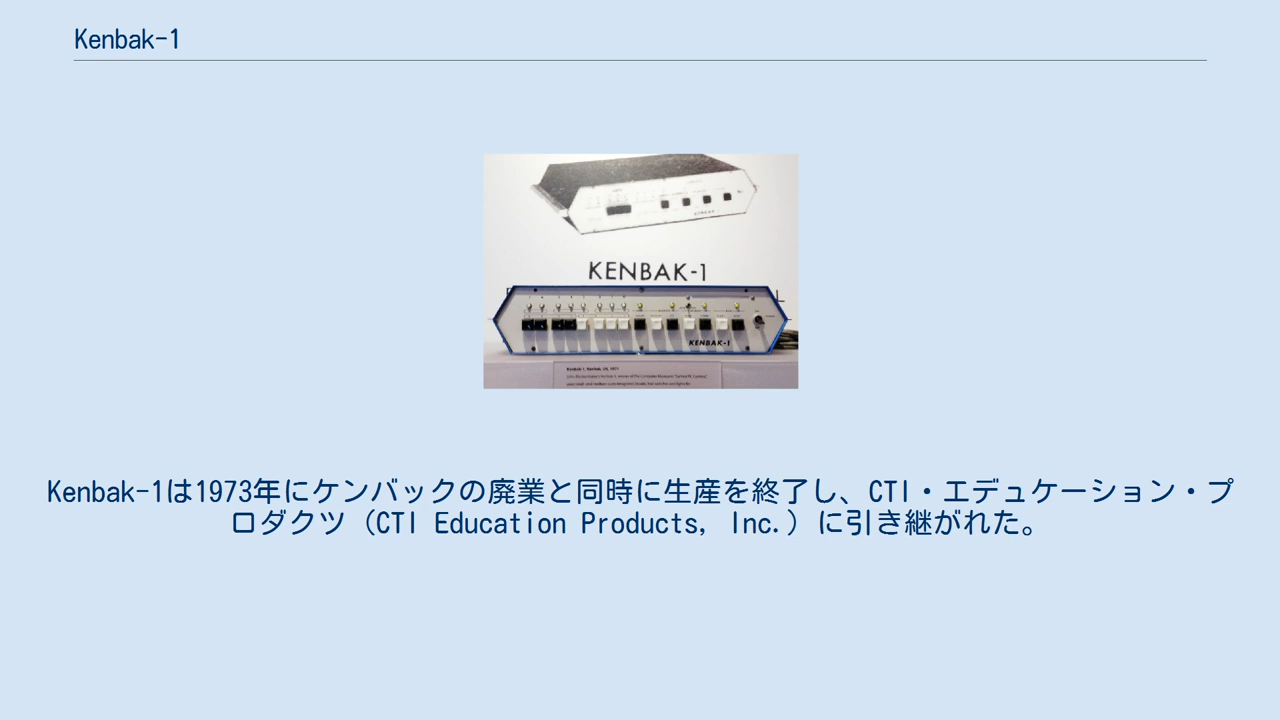 Kenbak-1
KENBAK-1
KENBAK-1
Kenbak-1は1973年にケンバックの廃業と同時に生産を終了し、CTI・エデュケーション・プ
ロダクツ（CTI Education Products, Inc.）に引き継がれた。